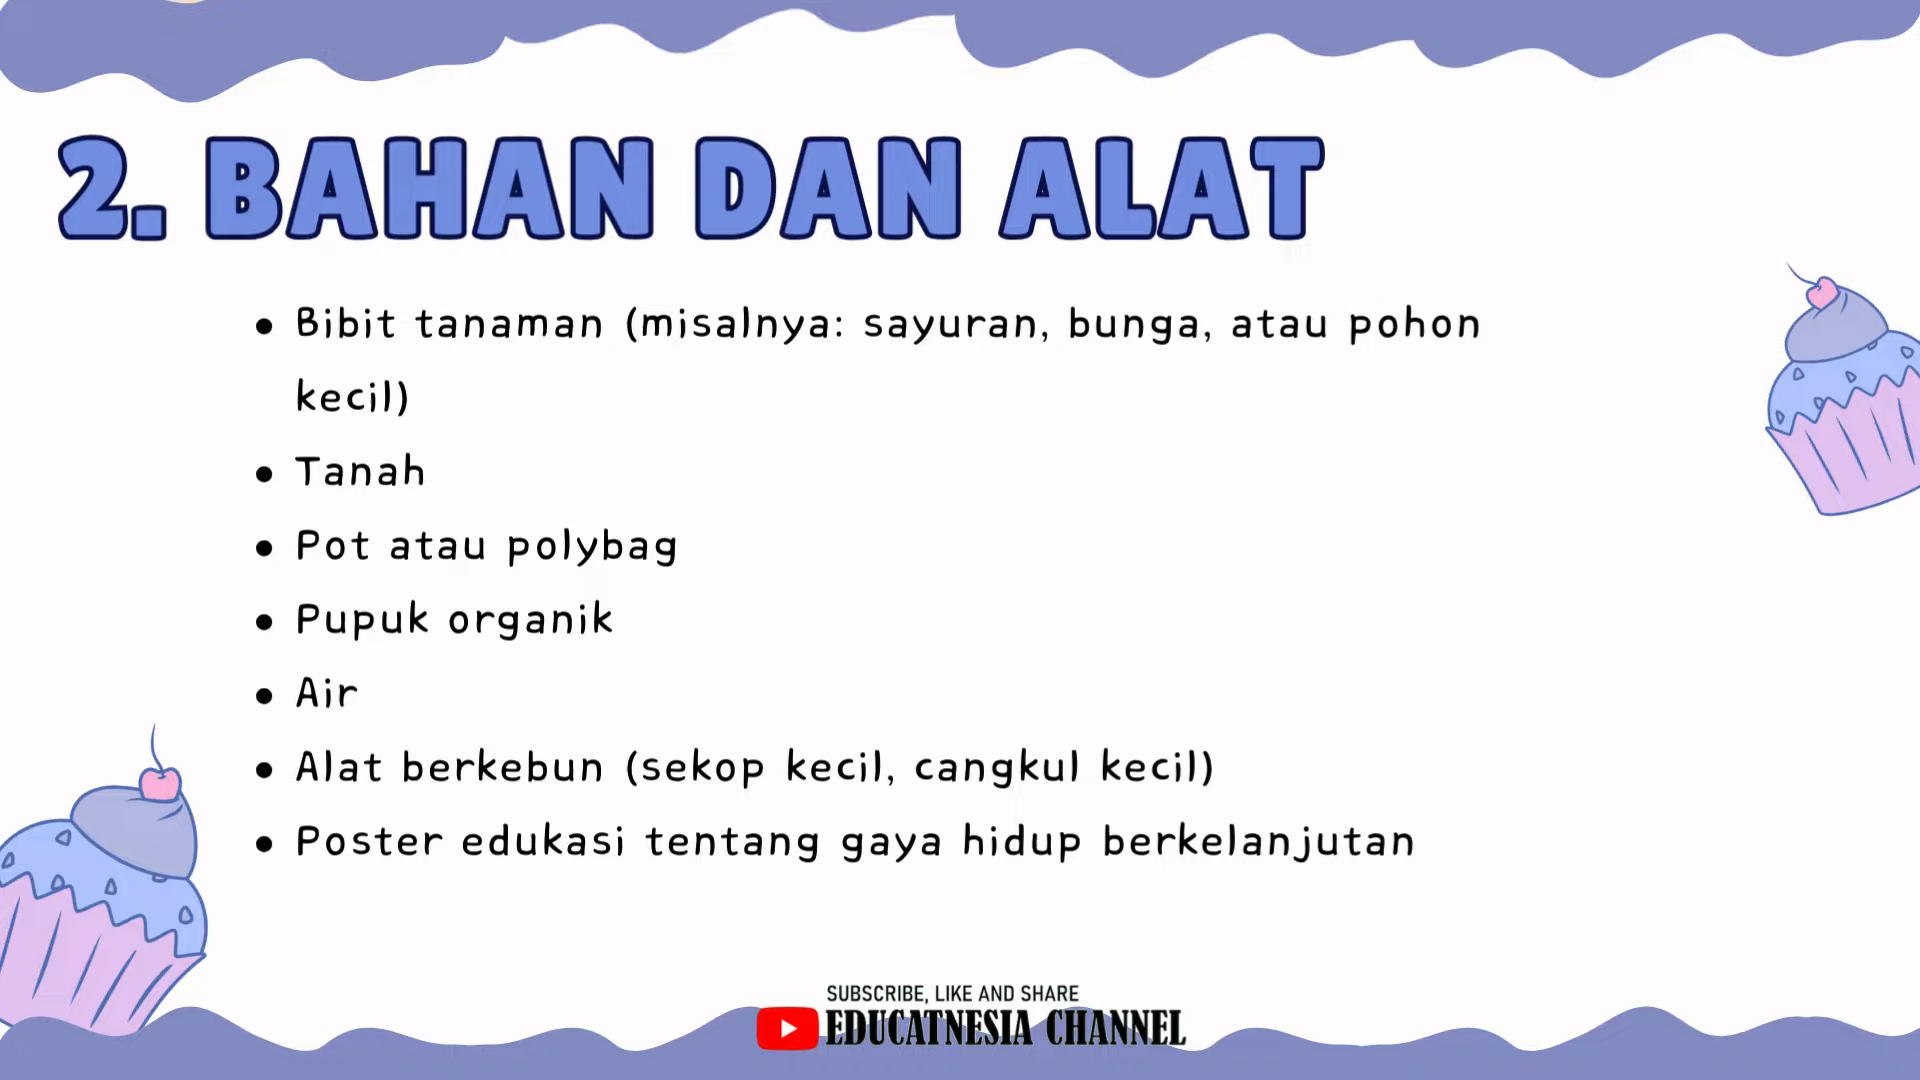 2. BAHAN DAN ALAT
• Bibit tanaman (misalnya: sayuran, bunga, atau pohon
kecil)
• Tanah
• Pot atau polybag
• Pupuk organik
• Air
• Alat berkebun (sekop kecil, cangkul kecil)
• Poster edukasi tentang gaya hidup berkelanjutan
SUBSCRIBE, LIKE AND SHARE
EDUCATNESIA CHANNEL